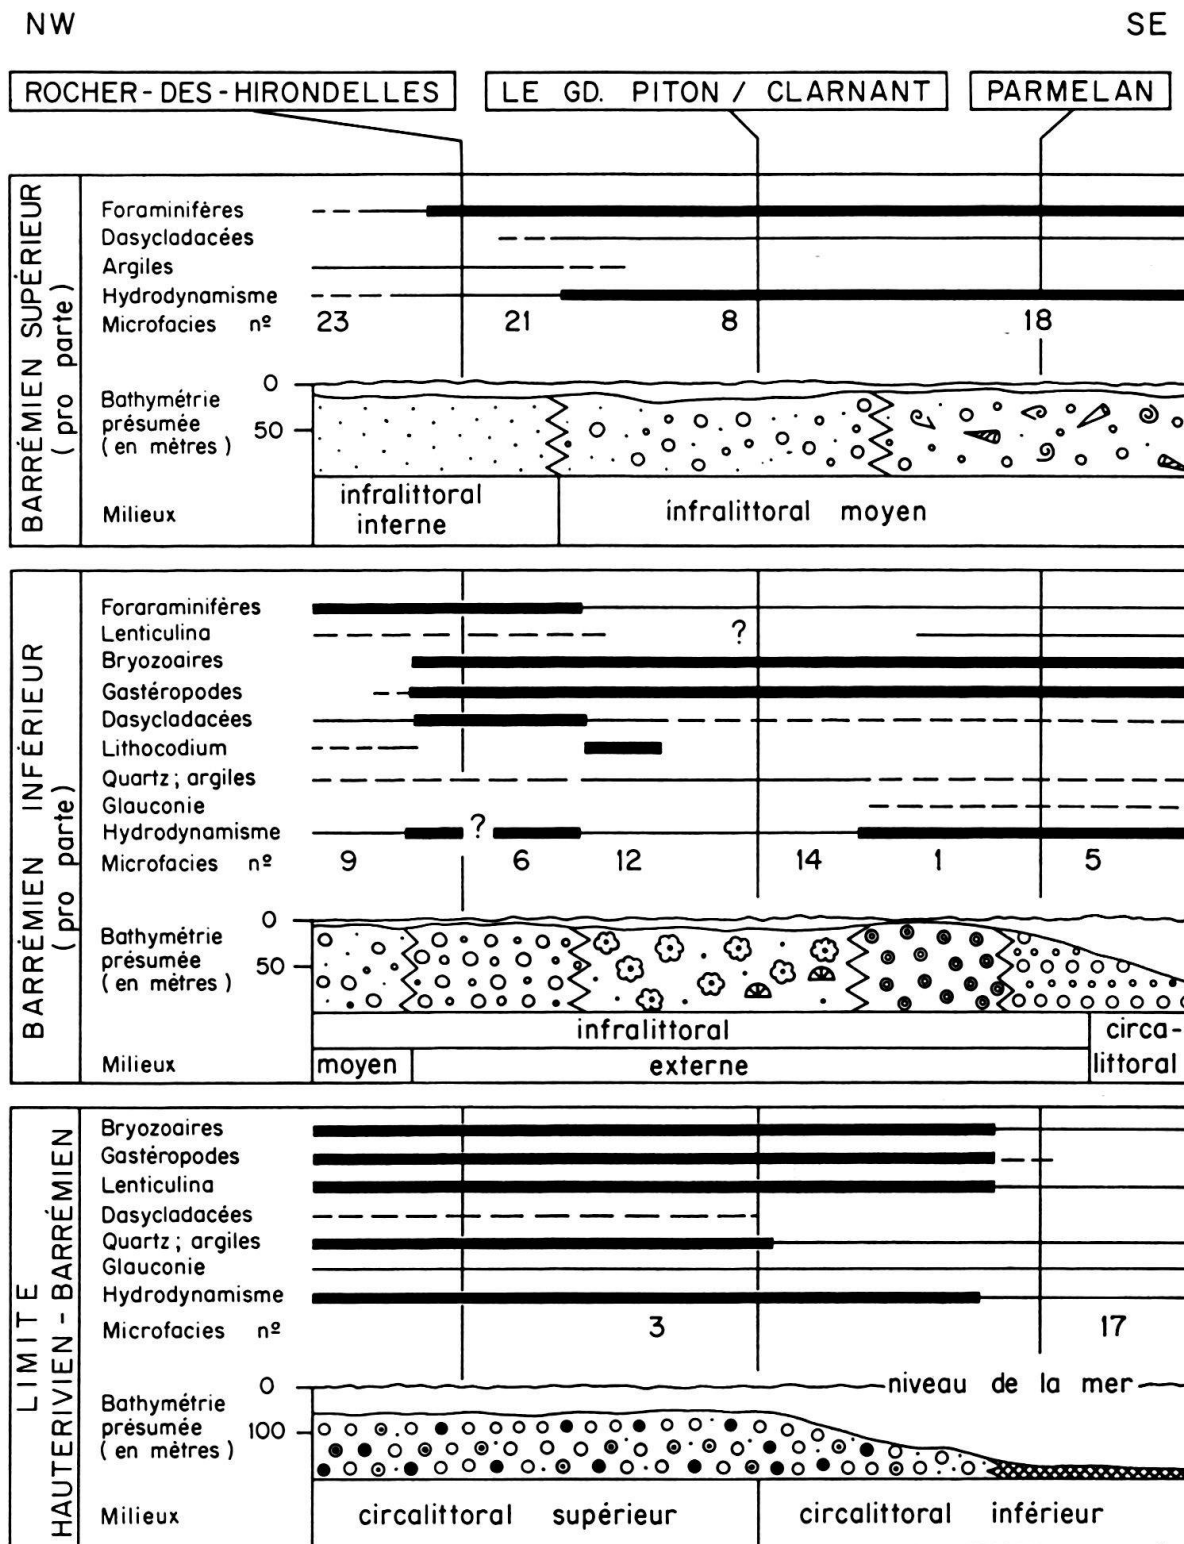 NW SE
ROCHER-DES-HIRONDELLES LE GD. PITON / CLARNANT PARMELAN
BARRÉMIEN SUPÉRIEUR
(pro parte)
Foraminifères
Dasycladacées
Argiles
Hydrodynamisme
Microfacies nº 23 21 8 18
Bathymétrie
présumée
(en mètres)
0
50
Milieux
infralittoral
interne
infralittoral moyen
BARRÉMIEN INFÉRIEUR
(pro parte)
Foraraminifères
Lenticulina ?
Bryozoaires
Gastéropodes
Dasycladacées
Lithocodium
Quartz; argiles
Glauconie
Hydrodynamisme ?
Microfacies nº 9 6 12 14 1 5
Bathymétrie
présumée
(en mètres)
0
50
infralittoral circa-
Milieux moyen externe littoral
LIMITE
HAUTERIVIEN-BARRÉMIEN
Bryozoaires
Gastéropodes
Lenticulina
Dasycladacées
Quartz; argiles
Glauconie
Hydrodynamisme
Microfacies nº 3 17
Bathymétrie
présumée
(en mètres)
0
100
niveau de la mer
Milieux circalittoral supérieur circalittoral inférieur